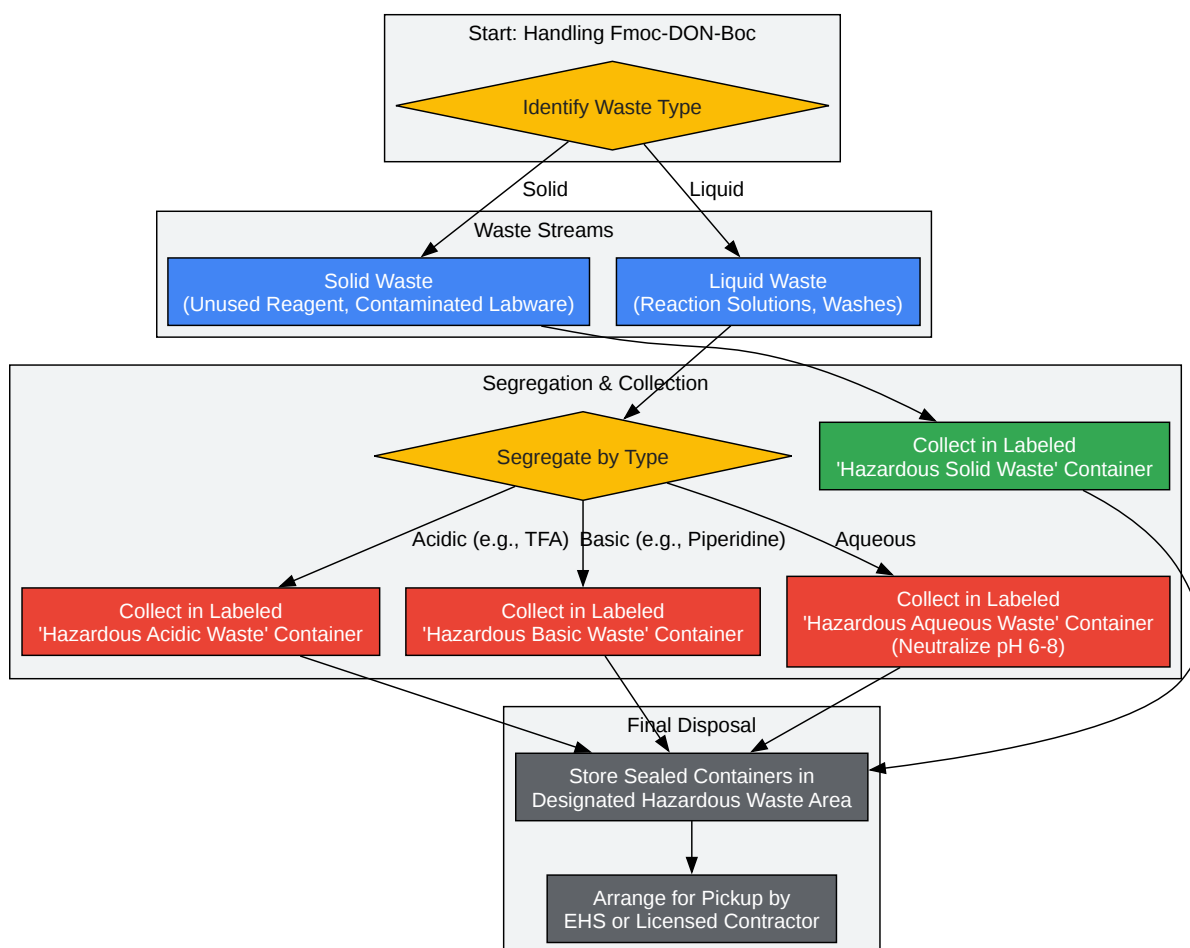 Start: Handling Fmoc-DON-Boc
Identify Waste Type
Solid
Liquid
Waste Streams
Solid Waste
(Unused Reagent, Contaminated Labware)
Liquid Waste
(Reaction Solutions, Washes)
Segregation & Collection
Segregate by Type
Collect in Labeled
'Hazardous Solid Waste' Container
Acidic (e.g., TFA)
Basic (e.g., Piperidine)
Aqueous
Collect in Labeled
'Hazardous Acidic Waste' Container
Collect in Labeled
'Hazardous Basic Waste' Container
Collect in Labeled
'Hazardous Aqueous Waste' Container
(Neutralize pH 6-8)
Final Disposal
Store Sealed Containers in
Designated Hazardous Waste Area
Arrange for Pickup by
EHS or Licensed Contractor